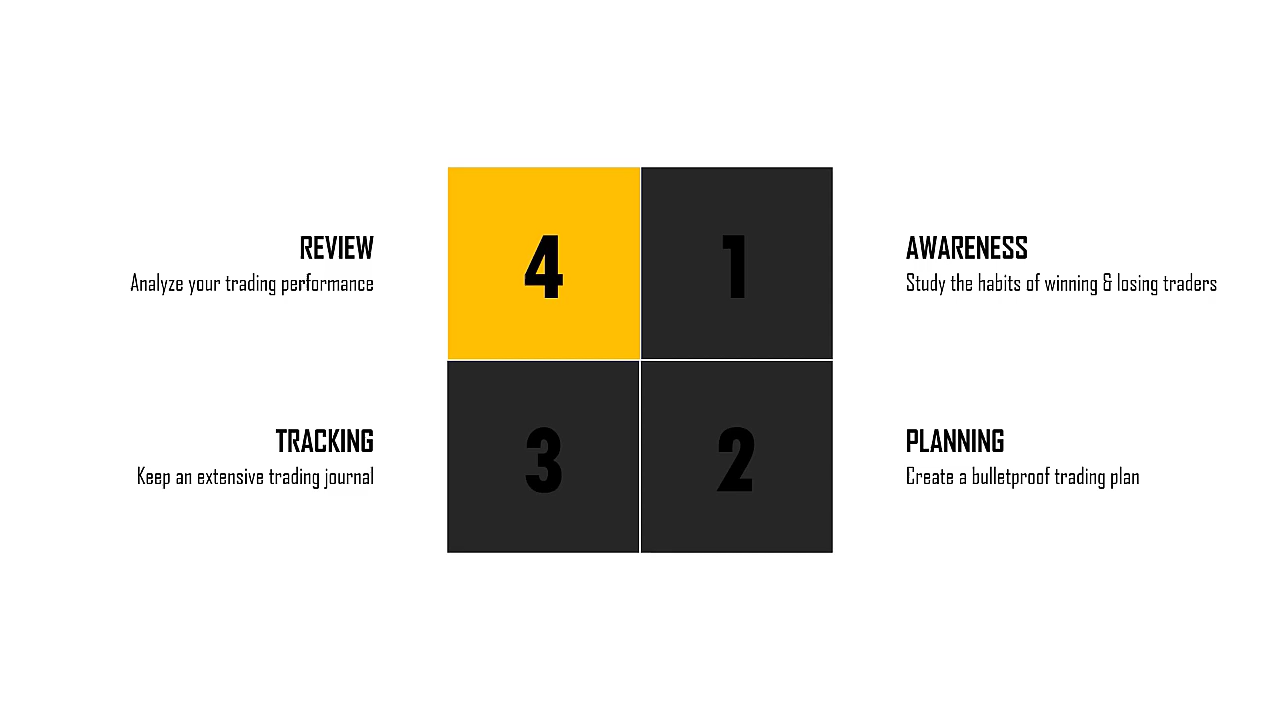 REVIEW
Analyze your trading performance
4
1
AWARENESS
Study the habits of winning & losing traders
TRACKING
Keep an extensive trading journal
3
2
PLANNING
Create a bulletproof trading plan